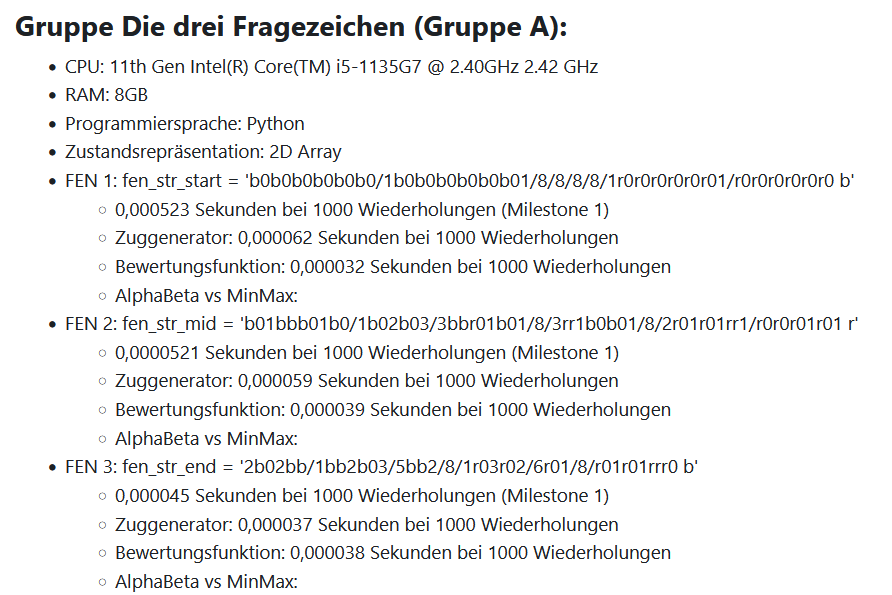 Gruppe Die drei Fragezeichen (Gruppe A):
• CPU: 11th Gen Intel(R) Core(TM) i5-1135G7 @ 2.40GHz 2.42 GHz
• RAM: 8GB
• Programmiersprache: Python
• Zustandsrepräsentation: 2D Array
• FEN 1: fen_str_start = 'b0b0b0b0b0b0/1b0b0b0b0b0b01/8/8/8/8/1r0r0r0r0r0r01/r0r0r0r0r0r0 b'
◦ 0,000523 Sekunden bei 1000 Wiederholungen (Milestone 1)
◦ Zuggenerator: 0,000062 Sekunden bei 1000 Wiederholungen
◦ Bewertungsfunktion: 0,000032 Sekunden bei 1000 Wiederholungen
◦ AlphaBeta vs MinMax:
• FEN 2: fen_str_mid = 'b01bbb01b0/1b02b03/3bbr01b01/8/3rr1b0b01/8/2r01r01rr1/r0r0r01r01 r'
◦ 0,0000521 Sekunden bei 1000 Wiederholungen (Milestone 1)
◦ Zuggenerator: 0,000059 Sekunden bei 1000 Wiederholungen
◦ Bewertungsfunktion: 0,000039 Sekunden bei 1000 Wiederholungen
◦ AlphaBeta vs MinMax:
• FEN 3: fen_str_end = '2b02bb/1bb2b03/5bb2/8/1r03r02/6r01/8/r01r01rrr0 b'
◦ 0,000045 Sekunden bei 1000 Wiederholungen (Milestone 1)
◦ Zuggenerator: 0,000037 Sekunden bei 1000 Wiederholungen
◦ Bewertungsfunktion: 0,000038 Sekunden bei 1000 Wiederholungen
◦ AlphaBeta vs MinMax: